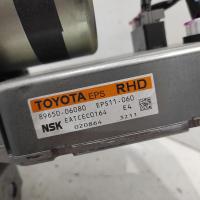 TOYOTA EPS RHD
89650-06080 EPS11-060
NSK EATCEC0164 E4
020864 3211